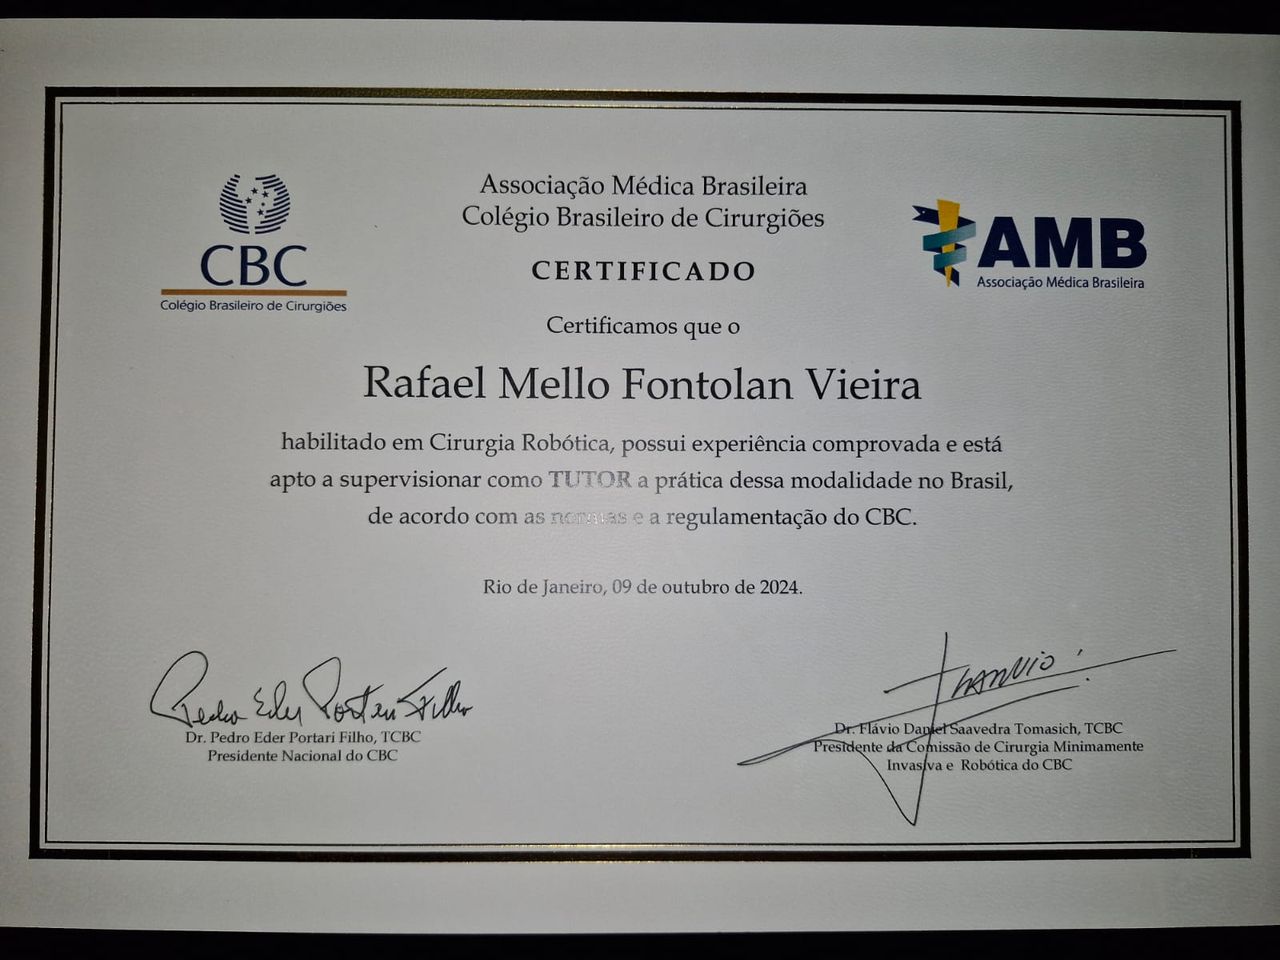 CBC
Colégio Brasileiro de Cirurgiões
Associação Médica Brasileira
Colégio Brasileiro de Cirurgiões
CERTIFICADO
AMB
Associação Médica Brasileira
Certificamos que o
Rafael Mello Fontolan Vieira
habilitado em Cirurgia Robótica, possui experiência comprovada e está
apto a supervisionar como TUTOR a prática dessa modalidade no Brasil,
de acordo com as normas e a regulamentação do CBC.
Rio de Janeiro, 09 de outubro de 2024.
Pedro Eder Portari Filho
Dr. Pedro Eder Portari Filho, TCBC
Presidente Nacional do CBC
Dr. Flávio Daniel Saavedra Tomasich, TCBC
Presidente da Comissão de Cirurgia Minimamente
Invasiva e Robótica do CBC